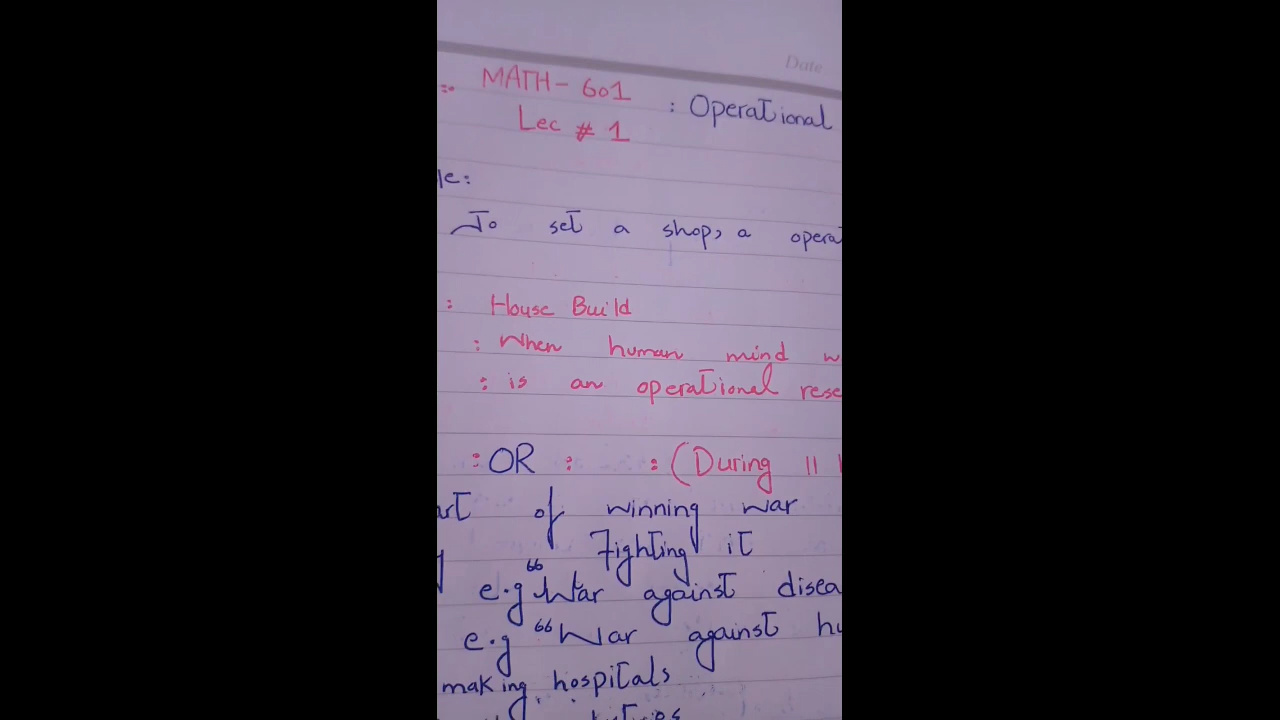 Date
MATH- 601 : Operational
Lec # 1
le:
To set a shop, a opera
: House Build
: When human mind w
: is an operational rese
: OR : : (During II
of winning war
Fighting it
e.g "War against disea
e.g "War against hu
making hospitals